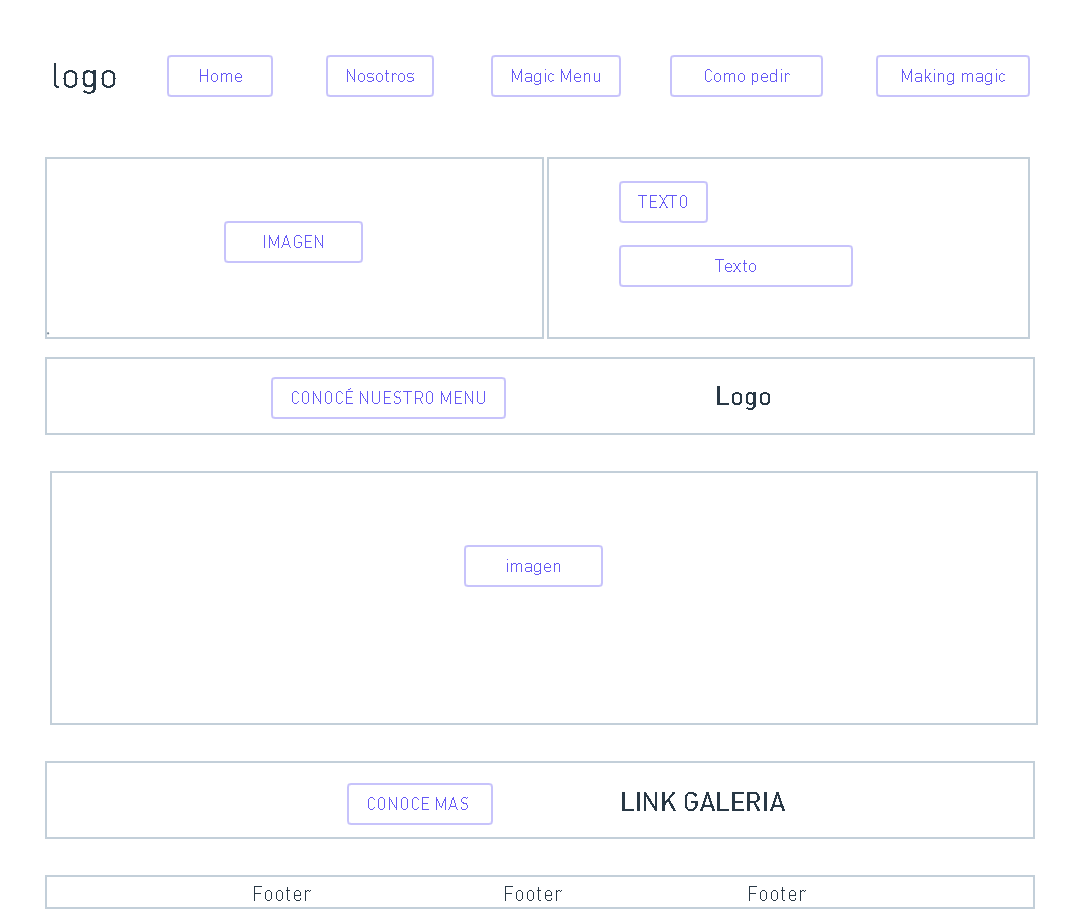 logo
Home
Nosotros
Magic Menu
Como pedir
Making magic
IMAGEN
TEXTO
Texto
CONOCÉ NUESTRO MENU
Logo
imagen
CONOCE MAS
LINK GALERIA
Footer
Footer
Footer